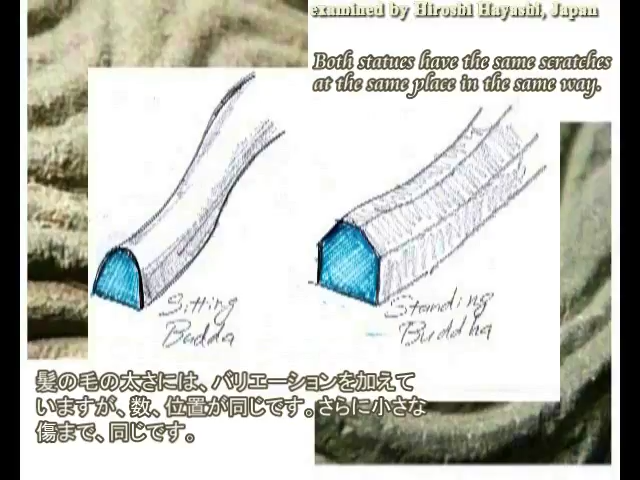 examined by Hiroshi Hayashi, Japan
Both statues have the same scratches
at the same place in the same way.
Sitting
Budda
Standing
Buddha
髪の毛の太さには、バリエーションを加えて
いますが、数、位置が同じです。さらに小さな
傷まで、同じです。